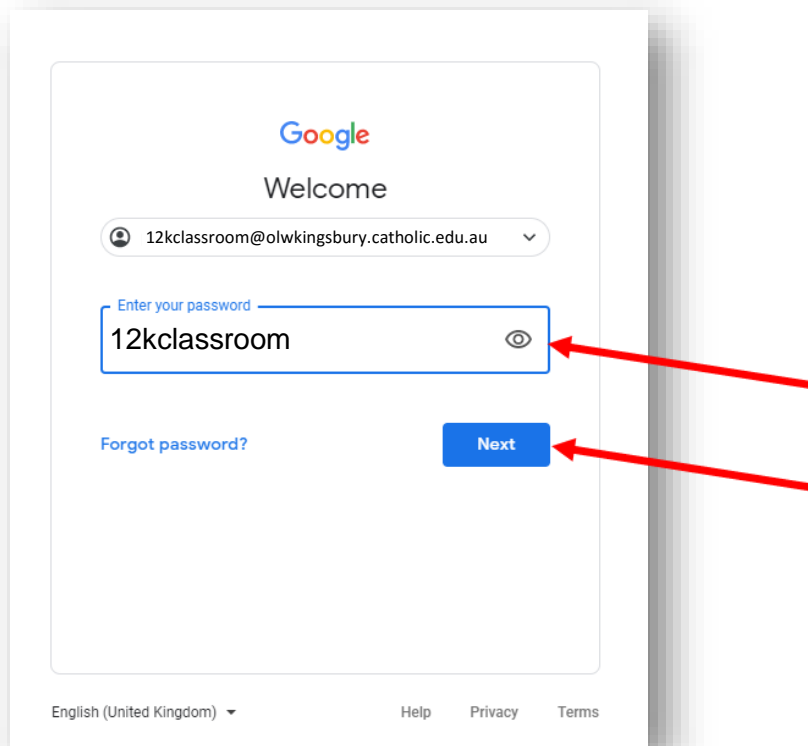 Google
Welcome
12kclassroom@olwkingsbury.catholic.edu.au
Enter your password
12kclassroom
Forgot password? Next
English (United Kingdom) Help Privacy Terms